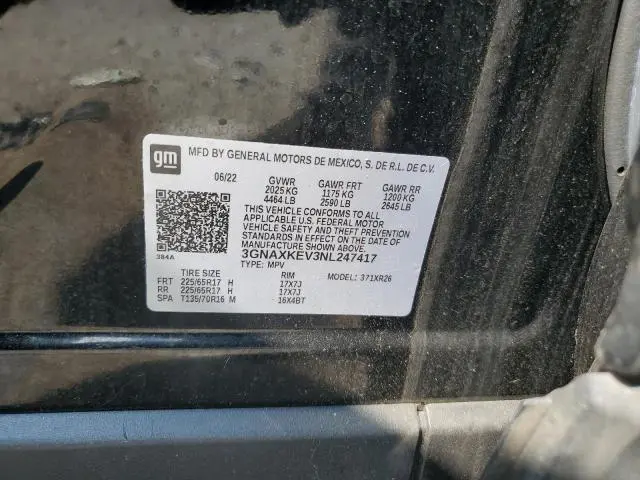 gm
MFD BY GENERAL MOTORS DE MEXICO, S. DE R.L. DE C.V.
06/22 GVWR GAWR FRT GAWR RR
2025 KG 1175 KG 1200 KG
4464 LB 2590 LB 2645 LB
THIS VEHICLE CONFORMS TO ALL
APPLICABLE U.S. FEDERAL MOTOR
VEHICLE SAFETY AND THEFT PREVENTION
STANDARDS IN EFFECT ON THE DATE OF
MANUFACTURE SHOWN ABOVE.
384A 3GNAXKEV3NL247417
TYPE: MPV
TIRE SIZE RIM MODEL: 371XR26
FRT 225/65R17 H 17X7J
RR 225/65R17 H 17X7J
SPA T135/70R16 M 16X4BT